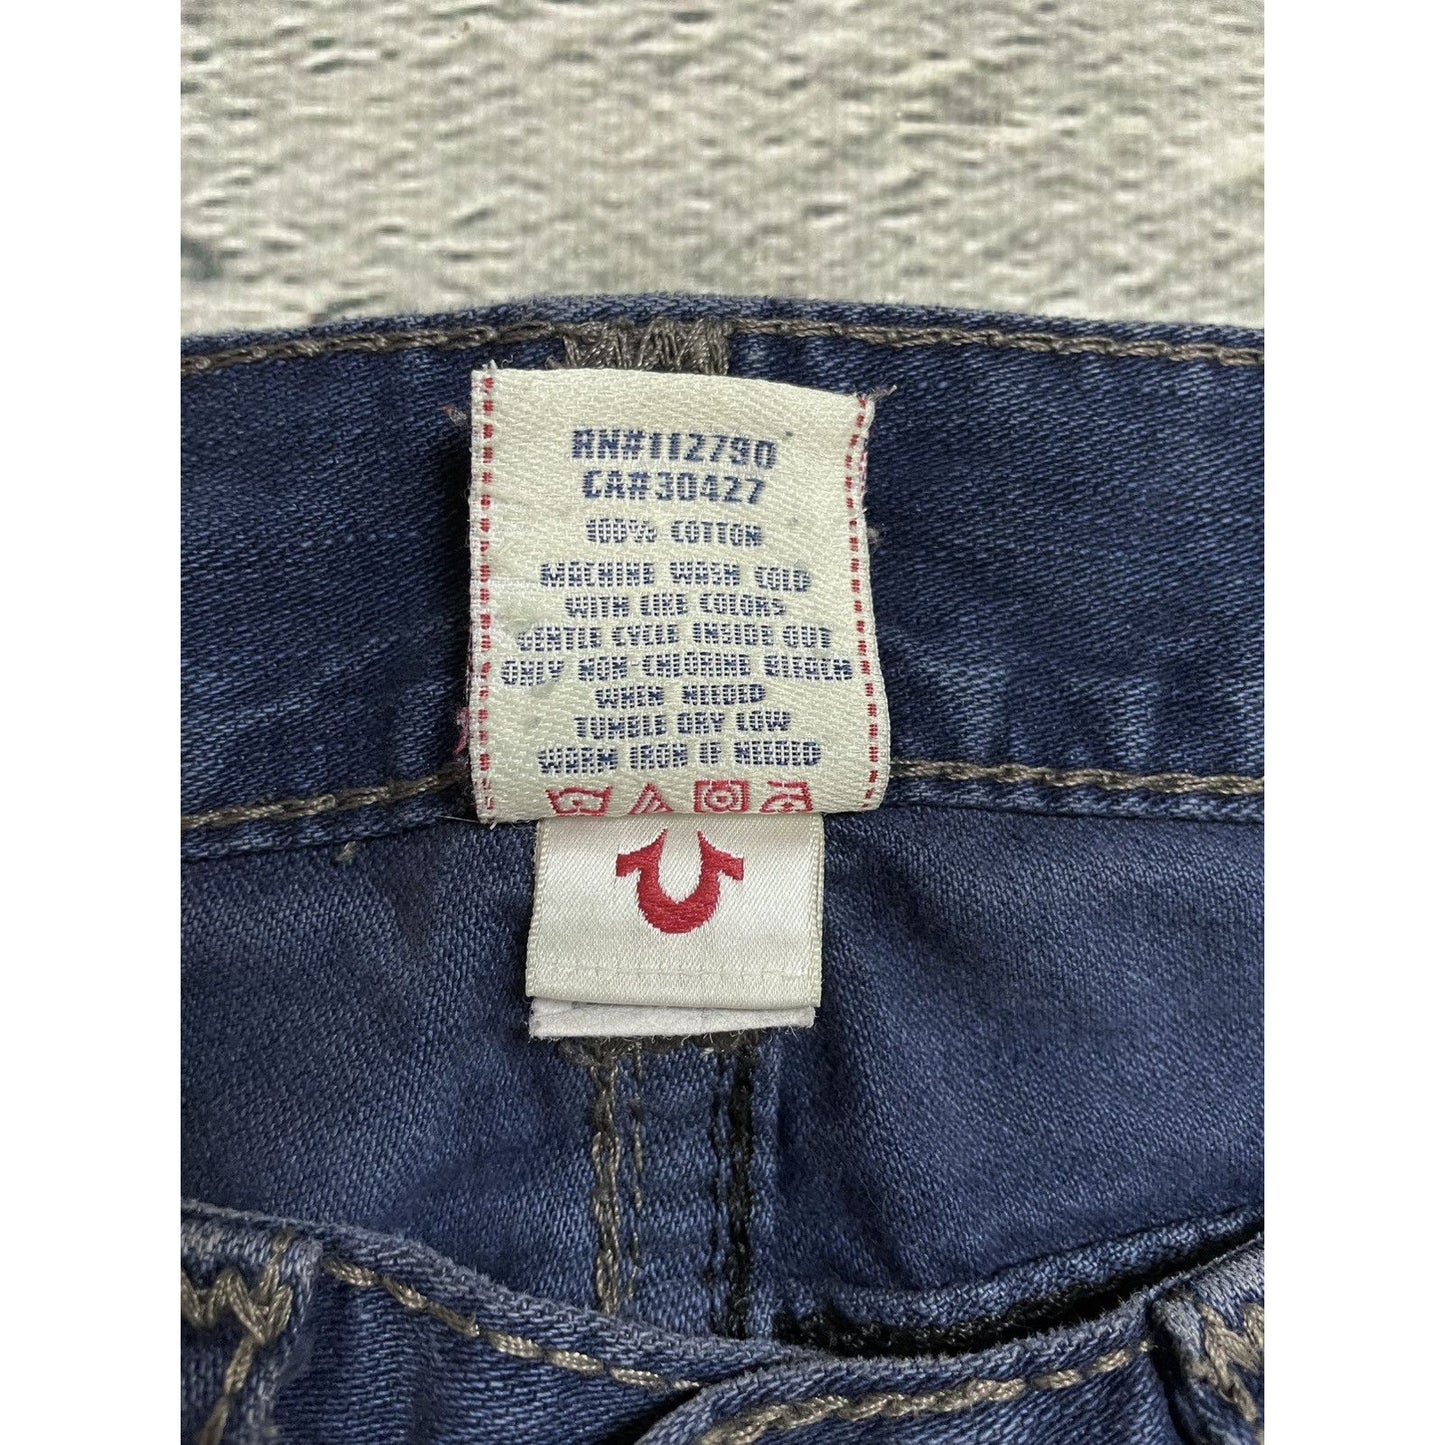 RN#112790
CA#30427
100% COTTON
MACHINE WASH COLD
WITH LIKE COLORS
GENTLE CYCLE INSIDE OUT
ONLY NON-CHLORINE BLEACH
WHEN NEEDED
TUMBLE DRY LOW
WARM IRON IF NEEDED